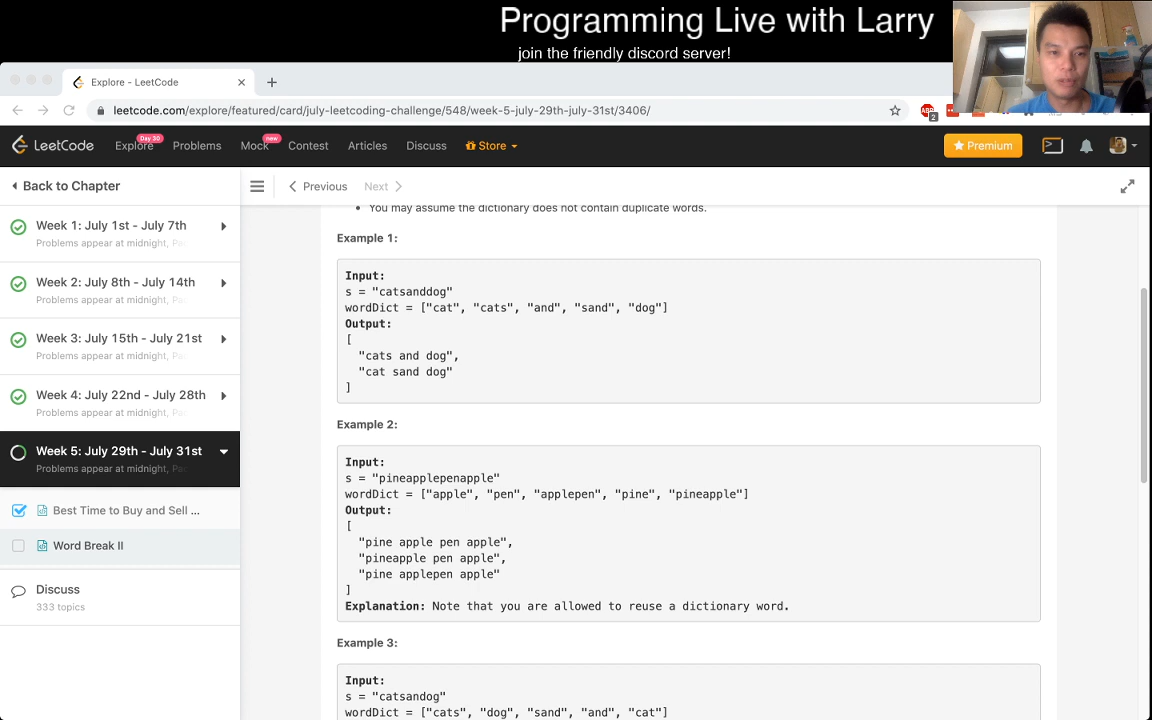 Programming Live with Larry
join the friendly discord server!
Explore - LeetCode
leetcode.com/explore/featured/card/july-leetcoding-challenge/548/week-5-july-29th-july-31st/3406/
ABP
2
LeetCode
Explore
Day 30
Problems
Mock
new
Contest
Articles
Discuss
Store
Premium
Back to Chapter
Previous
Next
Week 1: July 1st - July 7th
Problems appear at midnight,
Week 2: July 8th - July 14th
Problems appear at midnight,
Week 3: July 15th - July 21st
Problems appear at midnight,
Week 4: July 22nd - July 28th
Problems appear at midnight,
Week 5: July 29th - July 31st
Problems appear at midnight,
Best Time to Buy and Sell ...
Word Break II
Discuss
333 topics
You may assume the dictionary does not contain duplicate words.
Example 1:
Input:
s = "catsanddog"
wordDict = ["cat", "cats", "and", "sand", "dog"]
Output:
[
"cats and dog",
"cat sand dog"
]
Example 2:
Input:
s = "pineapplepenapple"
wordDict = ["apple", "pen", "applepen", "pine", "pineapple"]
Output:
[
"pine apple pen apple",
"pineapple pen apple",
"pine applepen apple"
]
Explanation: Note that you are allowed to reuse a dictionary word.
Example 3:
Input:
s = "catsandog"
wordDict = ["cats", "dog", "sand", "and", "cat"]